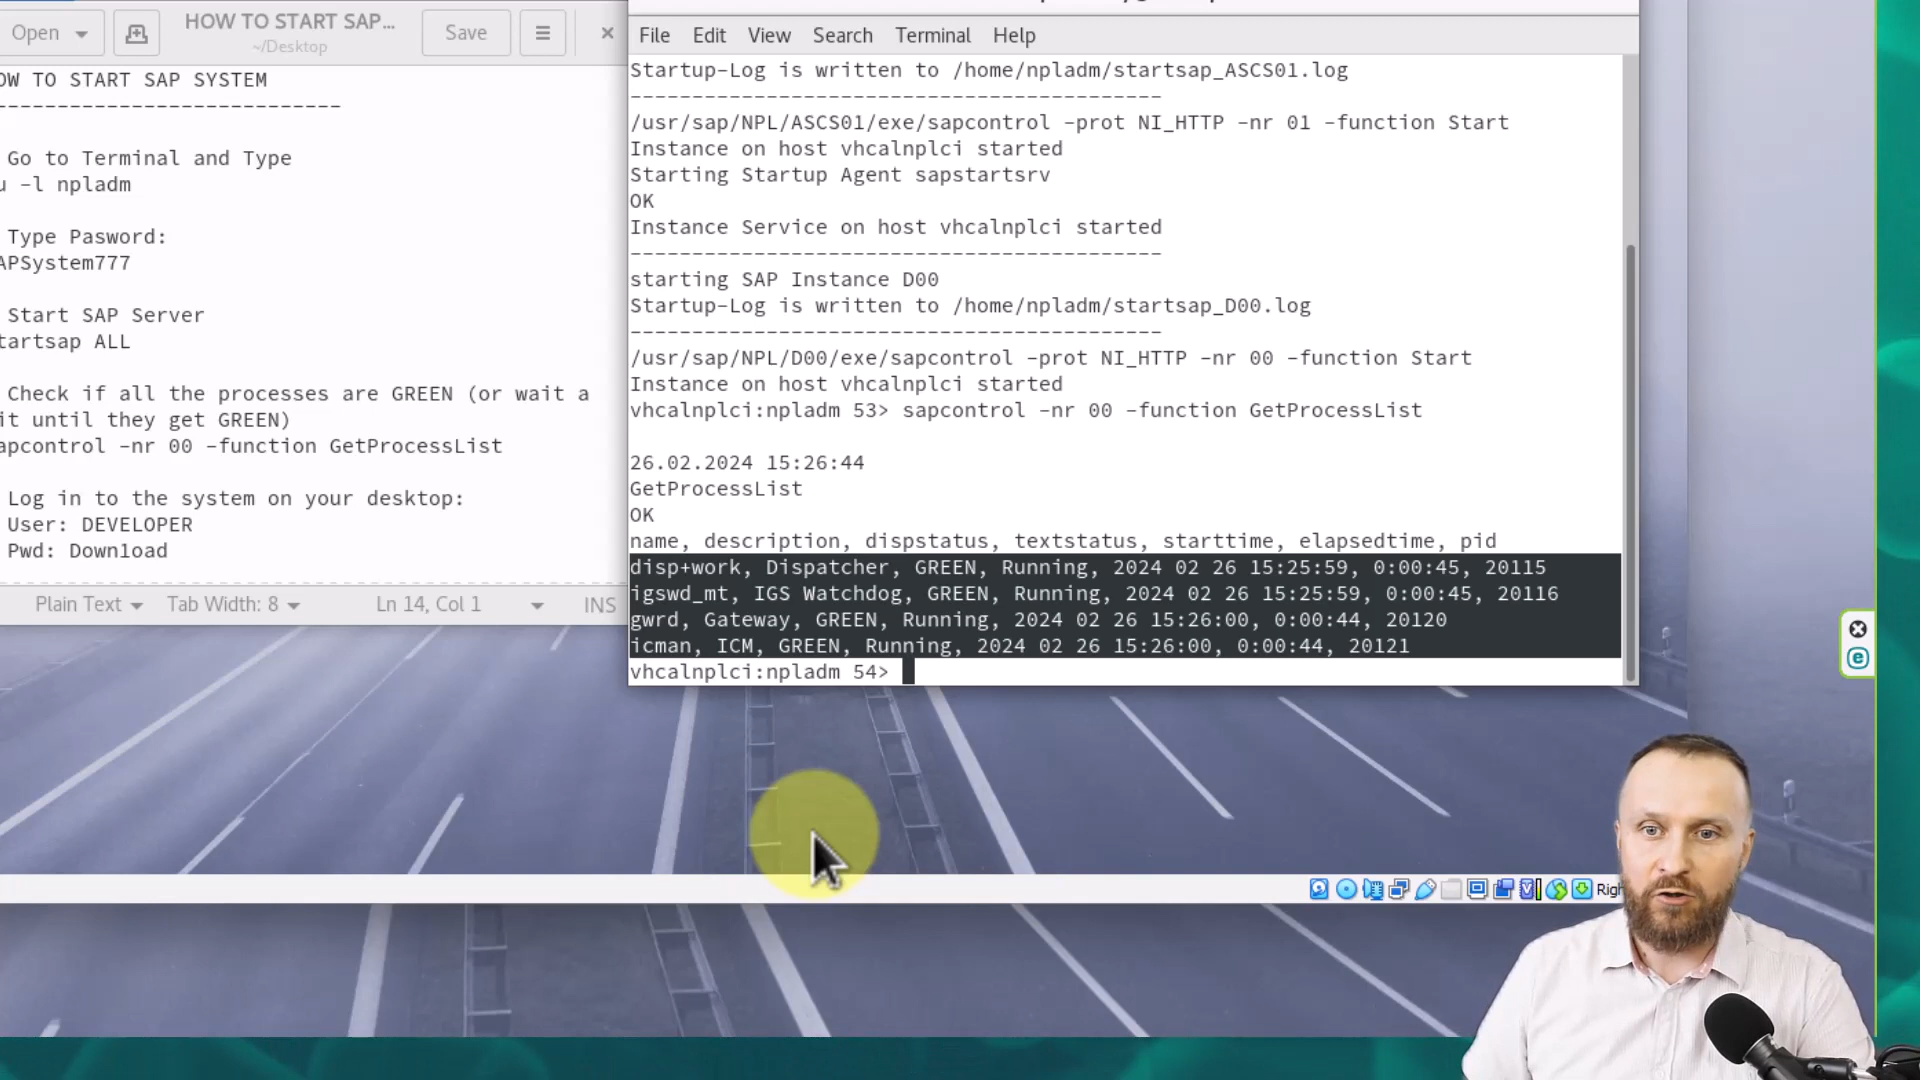 Open
HOW TO START SAP...
~/Desktop
Save
OW TO START SAP SYSTEM
----------------------------
Go to Terminal and Type
u -l npladm
Type Pasword:
APSystem777
Start SAP Server
tartsap ALL
Check if all the processes are GREEN (or wait a
it until they get GREEN)
apcontrol -nr 00 -function GetProcessList
Log in to the system on your desktop:
User: DEVELOPER
Pwd: Down1oad
Plain Text
Tab Width: 8
Ln 14, Col 1
INS
File Edit View Search Terminal Help
Startup-Log is written to /home/npladm/startsap_ASCS01.log
-------------------------------------------
/usr/sap/NPL/ASCS01/exe/sapcontrol -prot NI_HTTP -nr 01 -function Start
Instance on host vhcalnplci started
Starting Startup Agent sapstartsrv
OK
Instance Service on host vhcalnplci started
-------------------------------------------
starting SAP Instance D00
Startup-Log is written to /home/npladm/startsap_D00.log
-------------------------------------------
/usr/sap/NPL/D00/exe/sapcontrol -prot NI_HTTP -nr 00 -function Start
Instance on host vhcalnplci started
vhcalnplci:npladm 53> sapcontrol -nr 00 -function GetProcessList
26.02.2024 15:26:44
GetProcessList
OK
name, description, dispstatus, textstatus, starttime, elapsedtime, pid
disp+work, Dispatcher, GREEN, Running, 2024 02 26 15:25:59, 0:00:45, 20115
igswd_mt, IGS Watchdog, GREEN, Running, 2024 02 26 15:25:59, 0:00:45, 20116
gwrd, Gateway, GREEN, Running, 2024 02 26 15:26:00, 0:00:44, 20120
icman, ICM, GREEN, Running, 2024 02 26 15:26:00, 0:00:44, 20121
vhcalnplci:npladm 54>